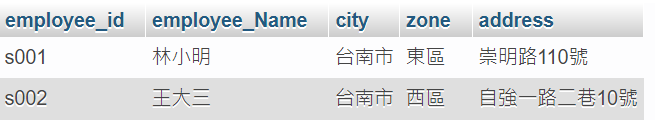 employee_id employee_Name city zone address
s001 林小明 台南市 東區 崇明路110號
s002 王大三 台南市 西區 自強一路二巷10號